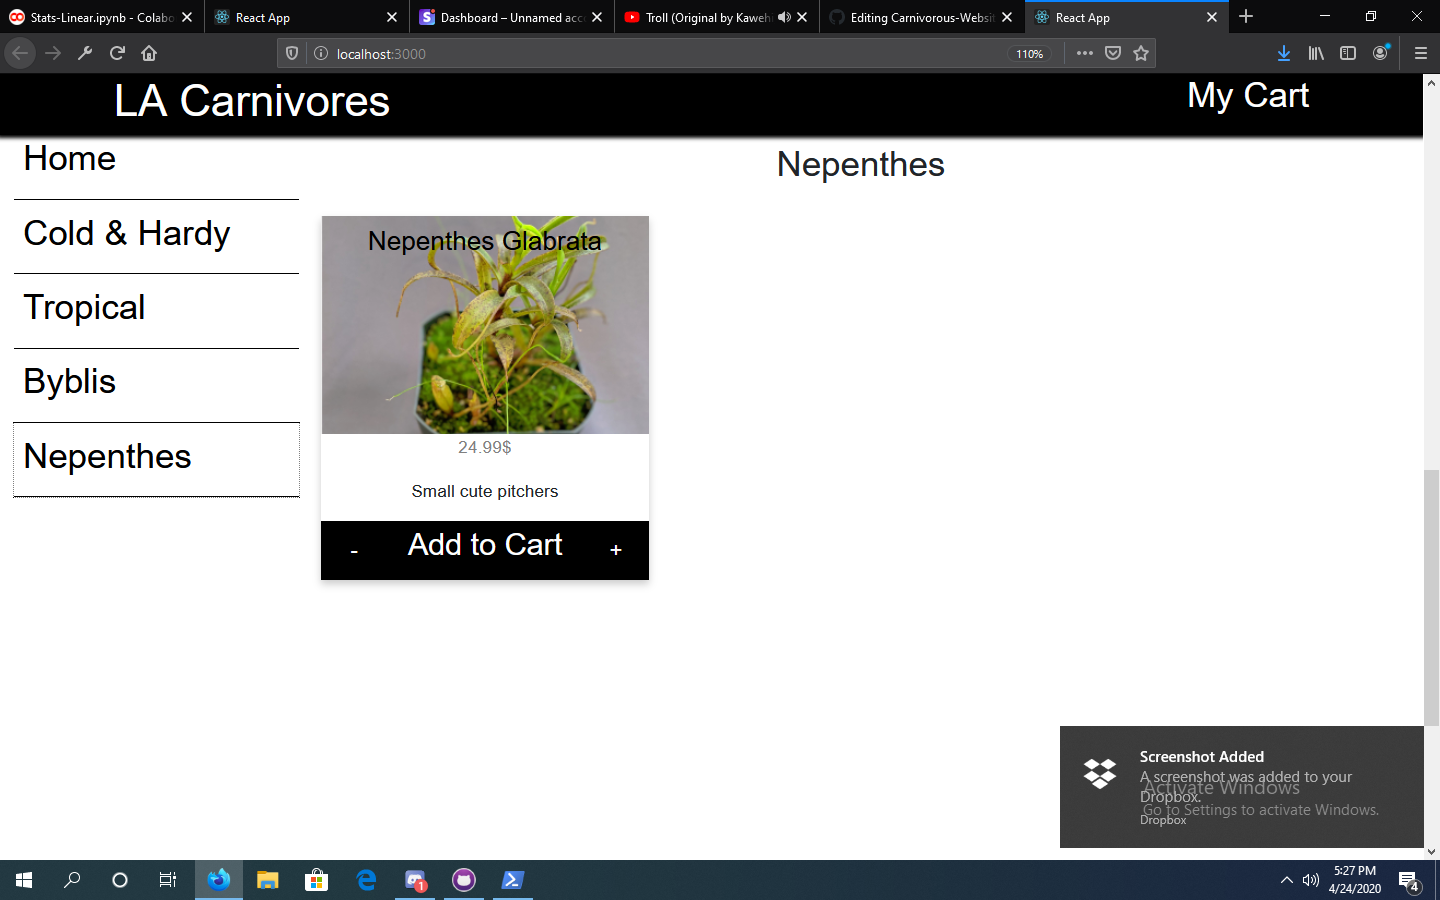 Stats-Linear.ipynb - Colabo
React App
Dashboard – Unnamed acc
Troll (Original by Kaweh
Editing Carnivorous-Websi
React App
localhost:3000
110%
LA Carnivores
My Cart
Home
Cold & Hardy
Tropical
Byblis
Nepenthes
Nepenthes
Nepenthes Glabrata
24.99$
Small cute pitchers
-
Add to Cart
+
Screenshot Added
A screenshot was added to your
Dropbox.
Dropbox
Activate Windows
Go to Settings to activate Windows.
1
5:27 PM
4/24/2020
4